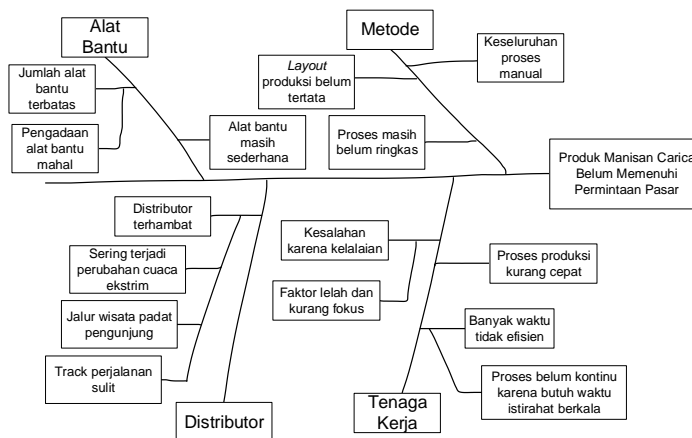 Alat
Bantu
Metode
Jumlah alat
bantu
terbatas
Pengadaan
alat bantu
mahal
Alat bantu
masih
sederhana
Layout
produksi belum
tertata
Keseluruhan
proses
manual
Proses masih
belum ringkas
Produk Manisan Carica
Belum Memenuhi
Permintaan Pasar
Distributor
terhambat
Sering terjadi
perubahan cuaca
ekstrim
Jalur wisata padat
pengunjung
Track perjalanan
sulit
Distributor
Kesalahan
karena kelalaian
Faktor lelah dan
kurang fokus
Proses produksi
kurang cepat
Banyak waktu
tidak efisien
Proses belum kontinu
karena butuh waktu
istirahat berkala
Tenaga
Kerja